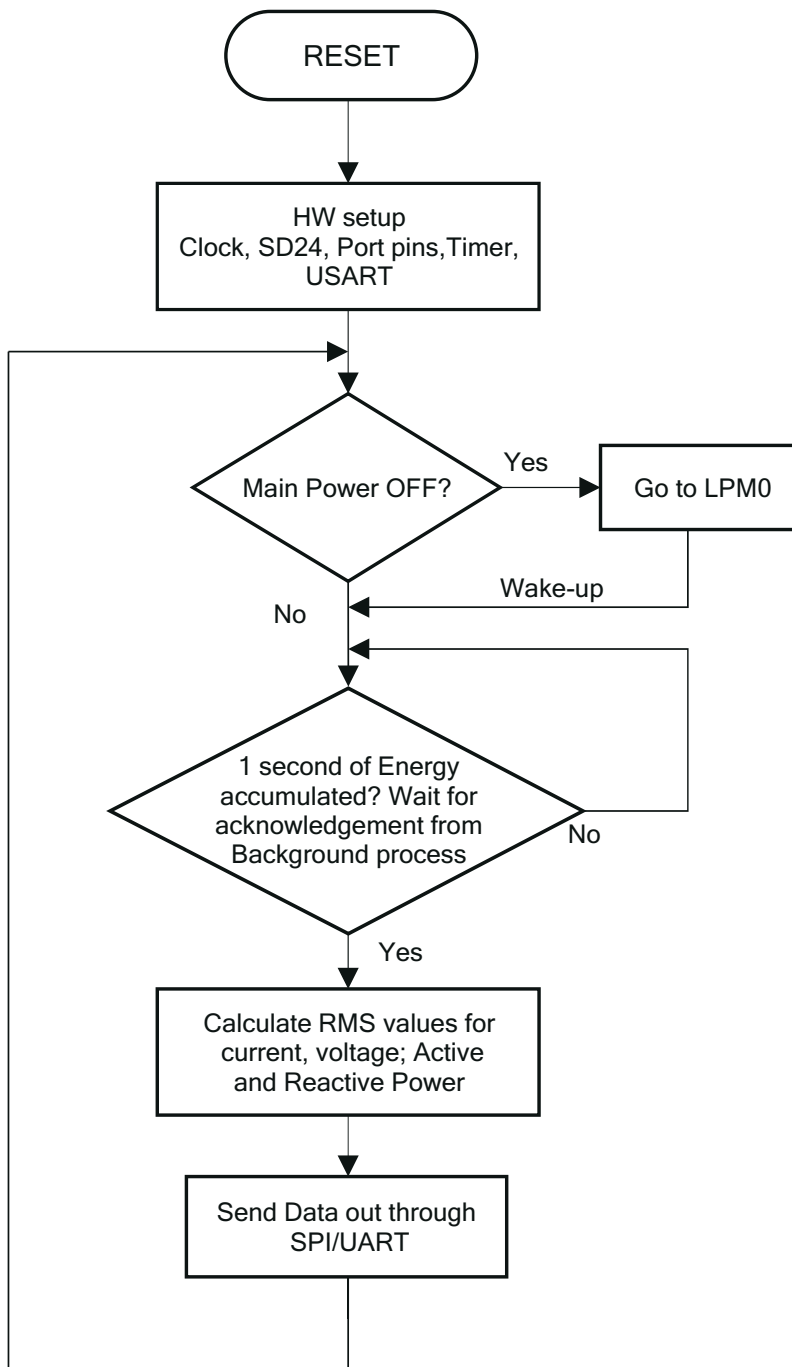 RESET
HW setup
Clock, SD24, Port pins,Timer,
USART
Main Power OFF?
Yes
Go to LPM0
Wake-up
No
1 second of Energy
accumulated? Wait for
acknowledgement from
Background process
No
Yes
Calculate RMS values for
current, voltage; Active
and Reactive Power
Send Data out through
SPI/UART